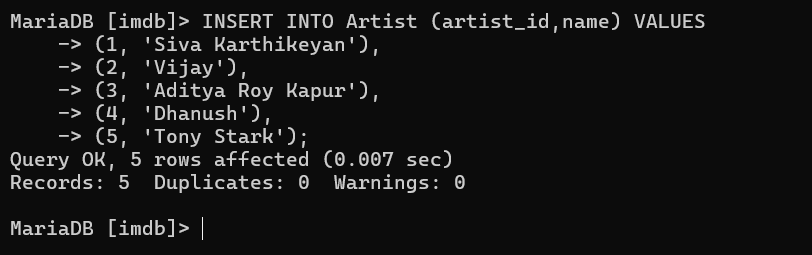 MariaDB [imdb]> INSERT INTO Artist (artist_id,name) VALUES
    -> (1, 'Siva Karthikeyan'),
    -> (2, 'Vijay'),
    -> (3, 'Aditya Roy Kapur'),
    -> (4, 'Dhanush'),
    -> (5, 'Tony Stark');
Query OK, 5 rows affected (0.007 sec)
Records: 5  Duplicates: 0  Warnings: 0
MariaDB [imdb]>